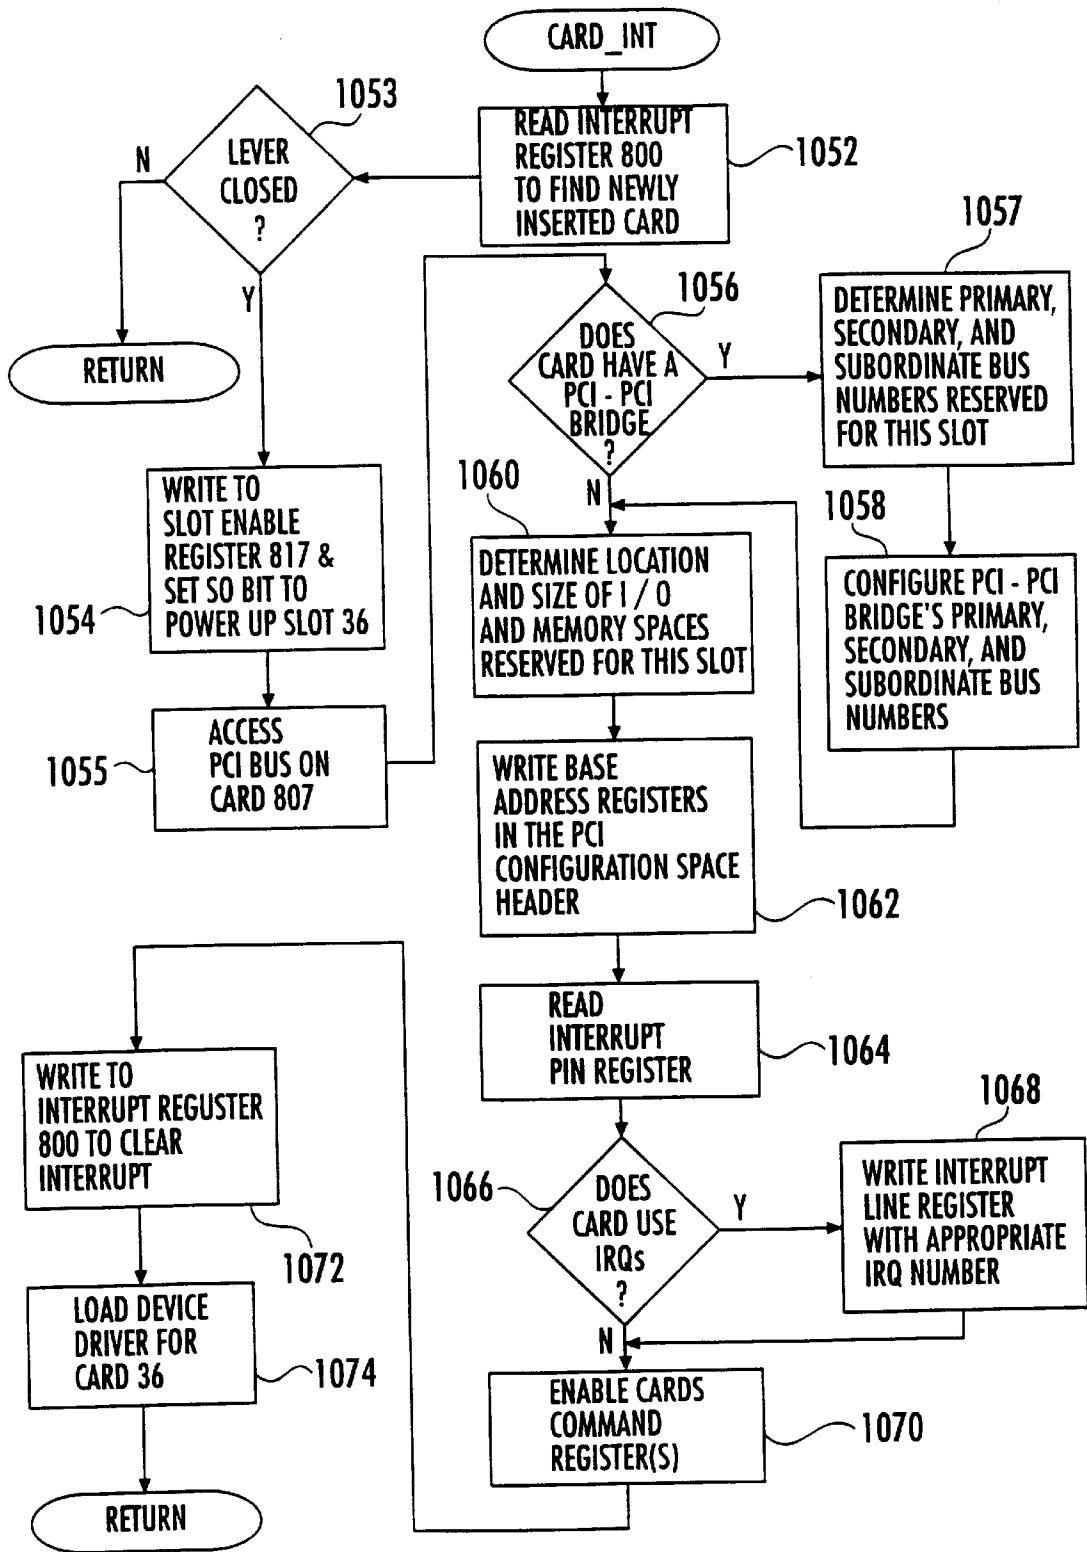 CARD_INT
READ INTERRUPT
REGISTER 800
TO FIND NEWLY
INSERTED CARD
1052
1053
LEVER
CLOSED
?
N
Y
RETURN
WRITE TO
SLOT ENABLE
REGISTER 817 &
SET SO BIT TO
POWER UP SLOT 36
1054
ACCESS
PCI BUS ON
CARD 807
1055
1056
DOES
CARD HAVE A
PCI - PCI
BRIDGE
?
Y
N
1057
DETERMINE PRIMARY,
SECONDARY, AND
SUBORDINATE BUS
NUMBERS RESERVED
FOR THIS SLOT
1058
CONFIGURE PCI - PCI
BRIDGE'S PRIMARY,
SECONDARY, AND
SUBORDINATE BUS
NUMBERS
1060
DETERMINE LOCATION
AND SIZE OF I / O
AND MEMORY SPACES
RESERVED FOR THIS SLOT
WRITE BASE
ADDRESS REGISTERS
IN THE PCI
CONFIGURATION SPACE
HEADER
1062
READ
INTERRUPT
PIN REGISTER
1064
1066
DOES
CARD USE
IRQs
?
Y
N
1068
WRITE INTERRUPT
LINE REGISTER
WITH APPROPRIATE
IRQ NUMBER
ENABLE CARDS
COMMAND
REGISTER(S)
1070
WRITE TO
INTERRUPT REGUSTER
800 TO CLEAR
INTERRUPT
1072
LOAD DEVICE
DRIVER FOR
CARD 36
1074
RETURN